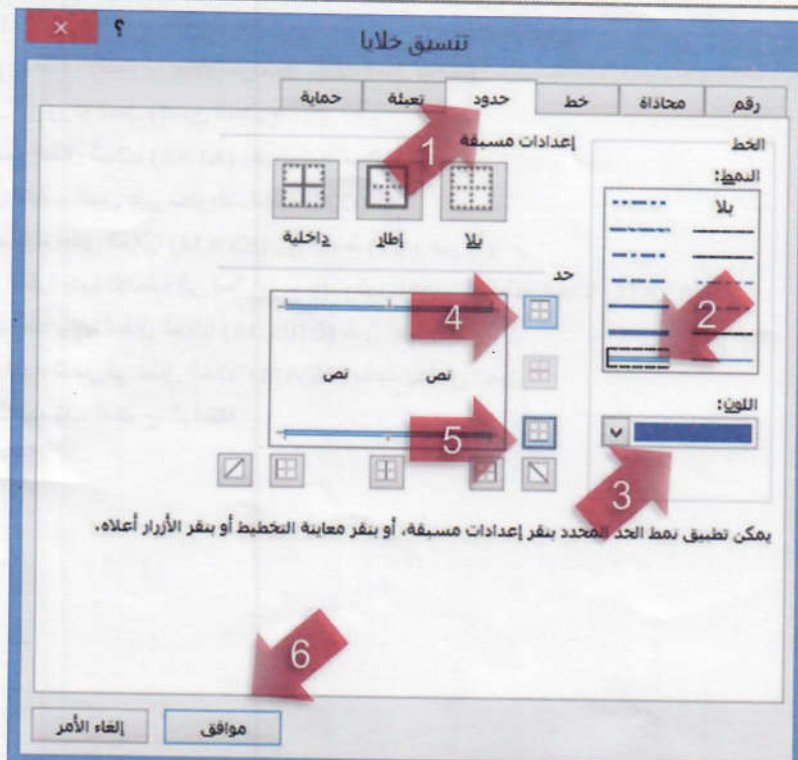 تنسيق خلايا
؟ ×
رقم محاذاة خط حدود تعبئة حماية
الخط
النمط:
بلا
اللون:
إعدادات مسبقة
بلا إطار داخلية
حد
نص نص
1
2
3
4
5
6
يمكن تطبيق نمط الحد المحدد بنقر إعدادات مسبقة، أو بنقر معاينة التخطيط أو بنقر الأزرار أعلاه.
موافق إلغاء الأمر